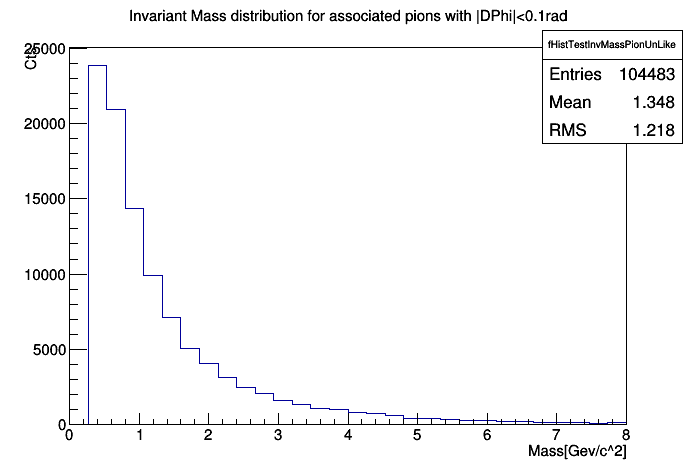 Invariant Mass distribution for associated pions with |DPhi|<0.1rad
fHistTestInvMassPionUnLike
Entries 104483
Mean 1.348
RMS 1.218
Cts
25000
20000
15000
10000
5000
0
0 1 2 3 4 5 6 7 8
Mass[Gev/c^2]